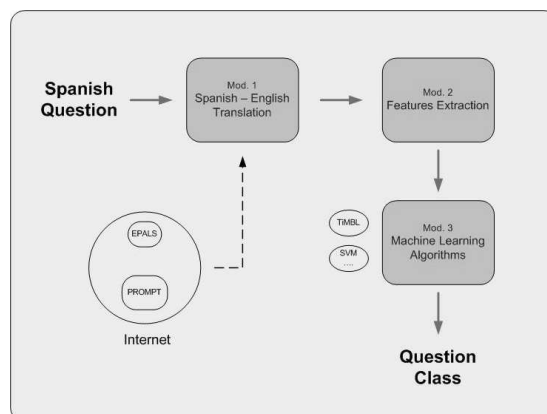 Spanish
Question
Mod. 1
Spanish – English
Translation
Mod. 2
Features Extraction
EPALS
PROMPT
Internet
TiMBL
SVM
....
Mod. 3
Machine Learning
Algorithms
Question
Class